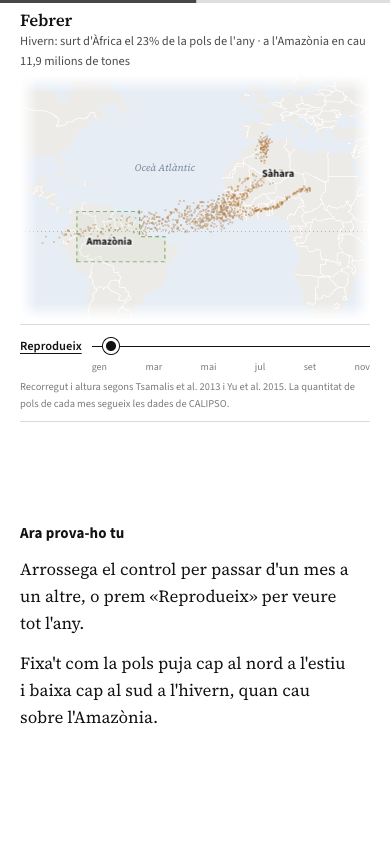 Febrer
Hivern: surt d'Àfrica el 23% de la pols de l'any · a l'Amazònia en cau
11,9 milions de tones
Oceà Atlàntic
Sàhara
Amazònia
Reprodueix
gen mar mai jul set nov
Recorregut i altura segons Tsamalis et al. 2013 i Yu et al. 2015. La quantitat de
pols de cada mes segueix les dades de CALIPSO.
Ara prova-ho tu
Arrossega el control per passar d'un mes a
un altre, o prem «Reprodueix» per veure
tot l'any.
Fixa't com la pols puja cap al nord a l'estiu
i baixa cap al sud a l'hivern, quan cau
sobre l'Amazònia.